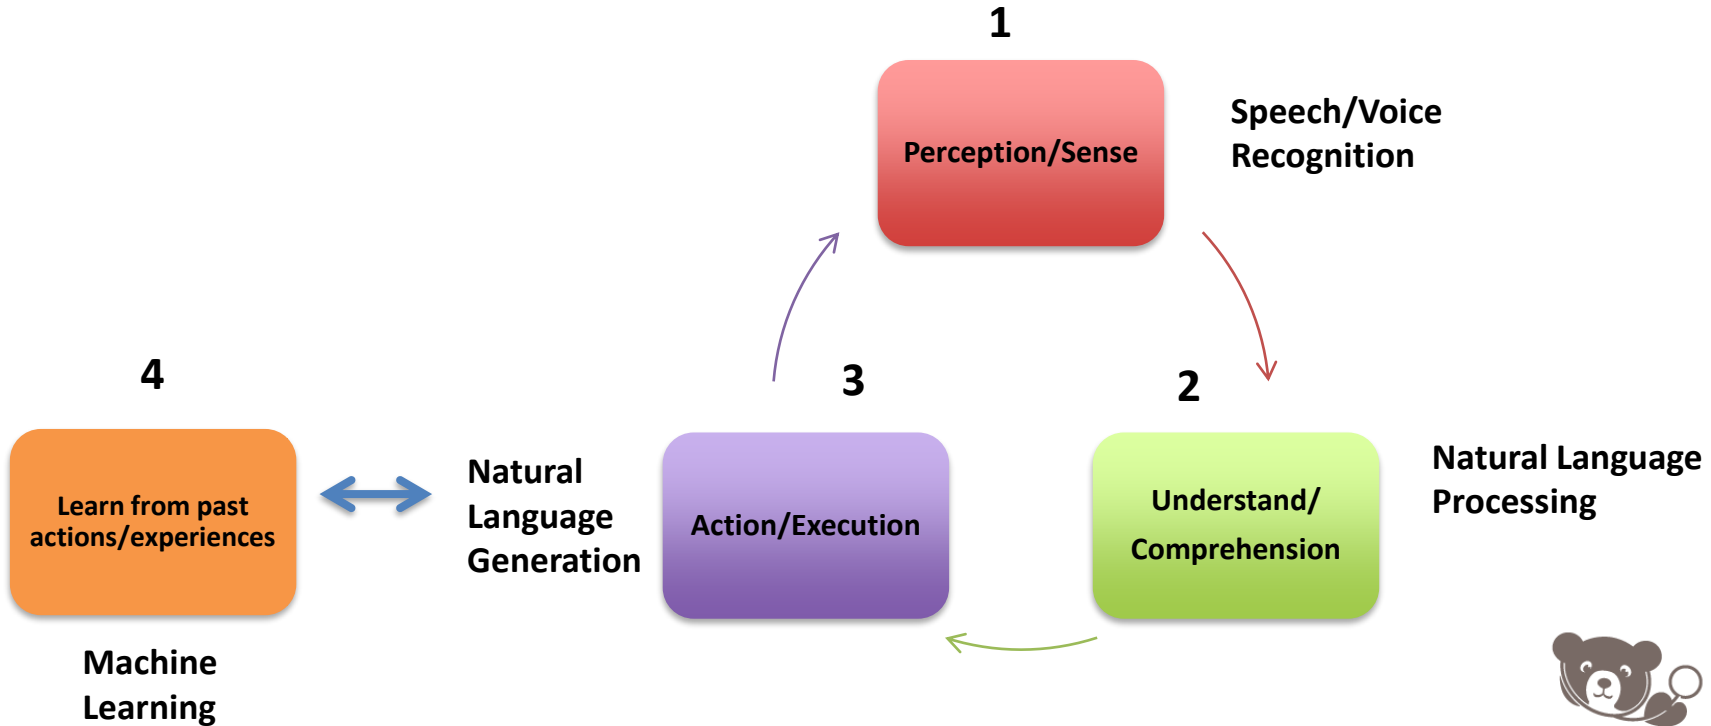 1
Perception/Sense
Speech/Voice
Recognition
4
Learn from past
actions/experiences
Machine
Learning
Natural
Language
Generation
3
Action/Execution
2
Understand/
Comprehension
Natural Language
Processing